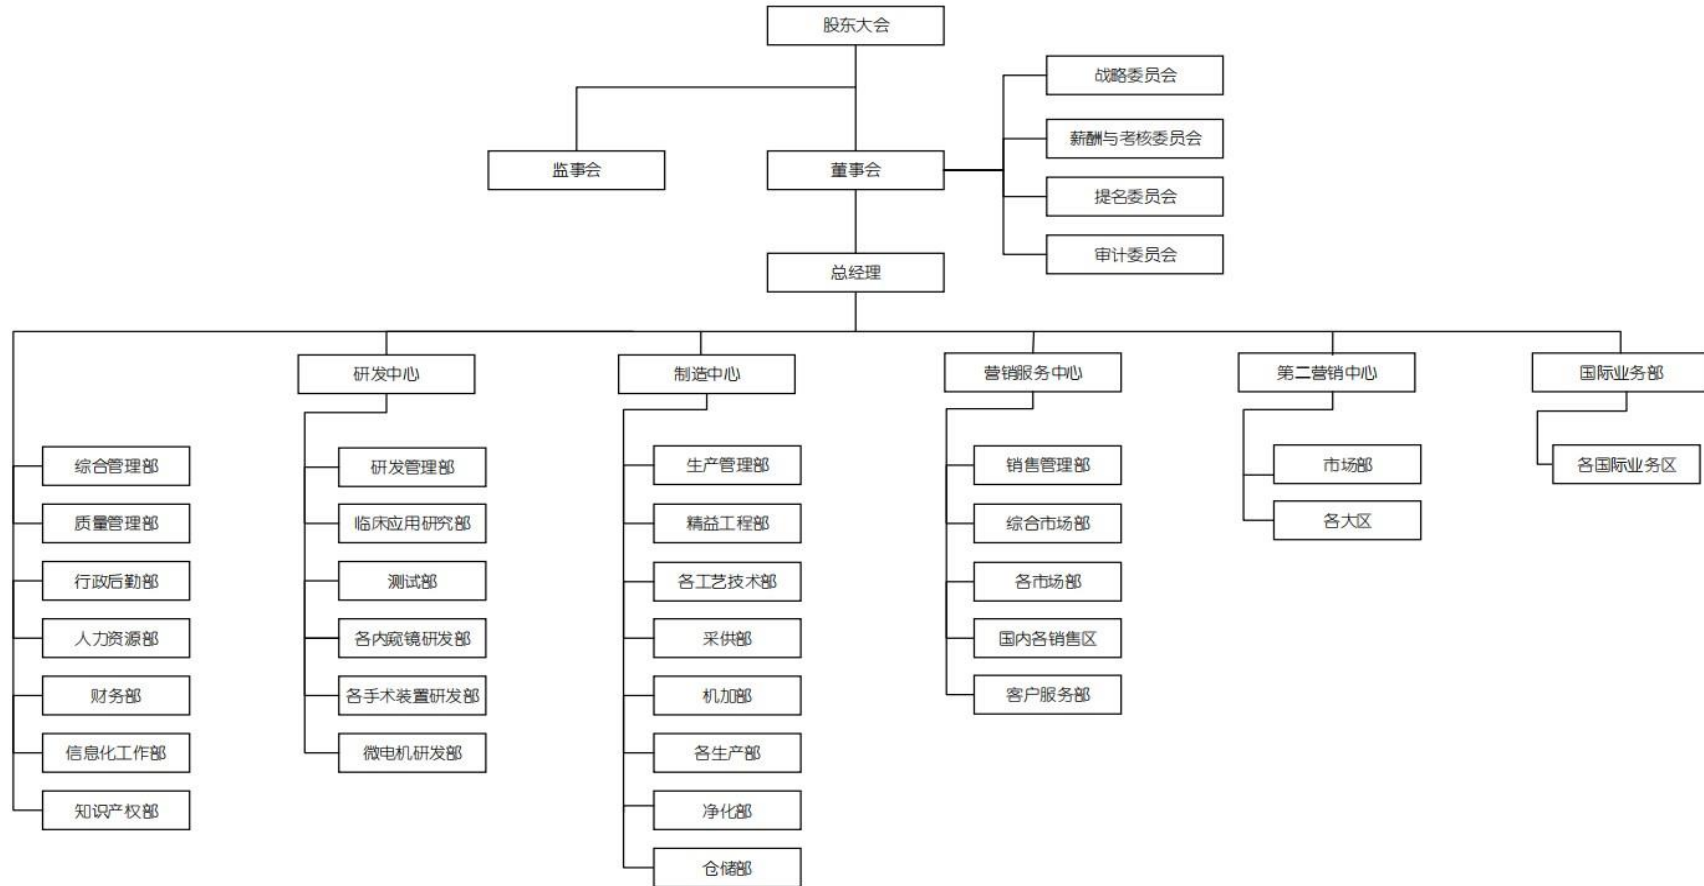 股东大会
战略委员会
薪酬与考核委员会
监事会
董事会
提名委员会
审计委员会
总经理
研发中心
制造中心
营销服务中心
第二营销中心
国际业务部
综合管理部
质量管理部
行政后勤部
人力资源部
财务部
信息化工作部
知识产权部
研发管理部
临床应用研究部
测试部
各内窥镜研发部
各手术装置研发部
微电机研发部
生产管理部
精益工程部
各工艺技术部
采供部
机加部
各生产部
净化部
仓储部
销售管理部
综合市场部
各市场部
国内各销售区
客户服务部
市场部
各大区
各国际业务区